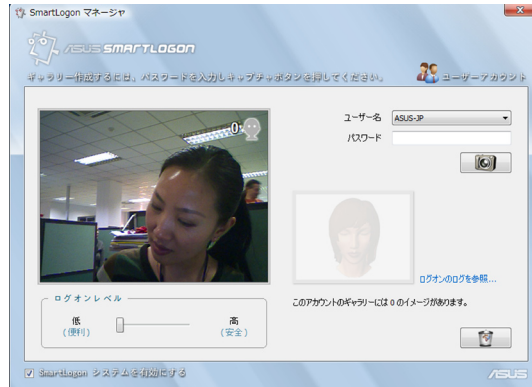 SmartLogon マネージャ
ASUS SMARTLOGON
ギャラリー作成するには、パスワードを入力しキャプチャボタンを押してください。
ユーザーアカウント
ユーザー名 ASUS-JP
パスワード
0
ログオンのログを参照...
このアカウントのギャラリーには 0 のイメージがあります。
ログオンレベル
低 高
(便利) (安全)
SmartLogon システムを有効にする
ASUS